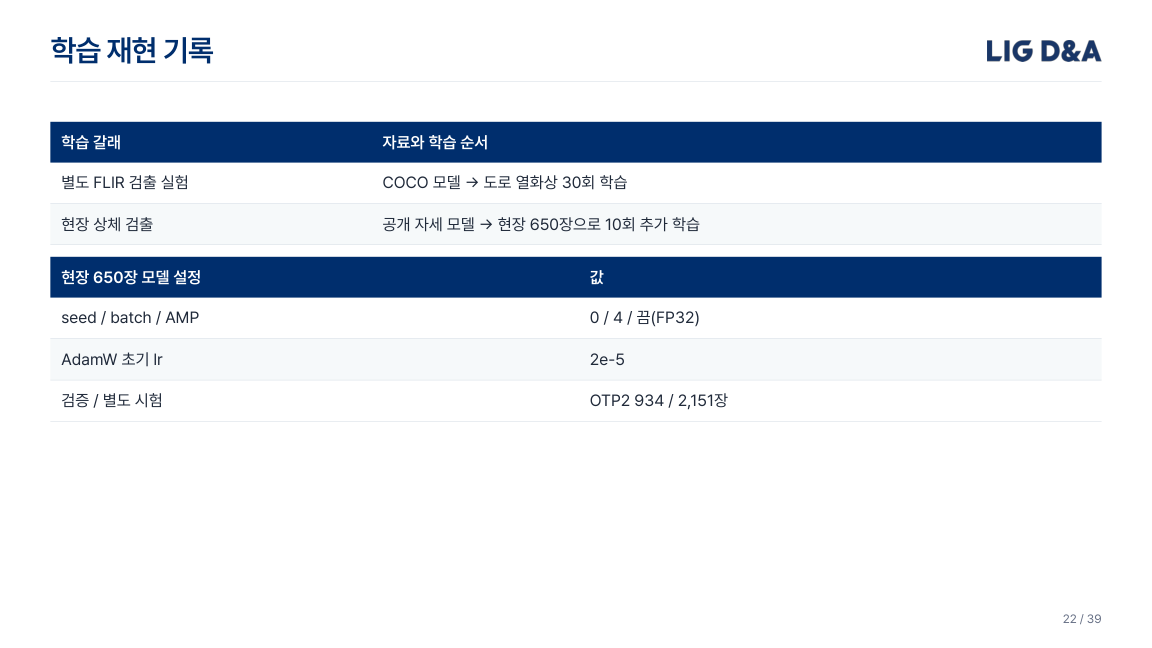 학습 재현 기록
LIG D&A
학습 갈래 자료와 학습 순서
별도 FLIR 검출 실험 COCO 모델 → 도로 열화상 30회 학습
현장 상체 검출 공개 자세 모델 → 현장 650장으로 10회 추가 학습
현장 650장 모델 설정 값
seed / batch / AMP 0 / 4 / 끔(FP32)
AdamW 초기 lr 2e-5
검증 / 별도 시험 OTP2 934 / 2,151장
22 / 39